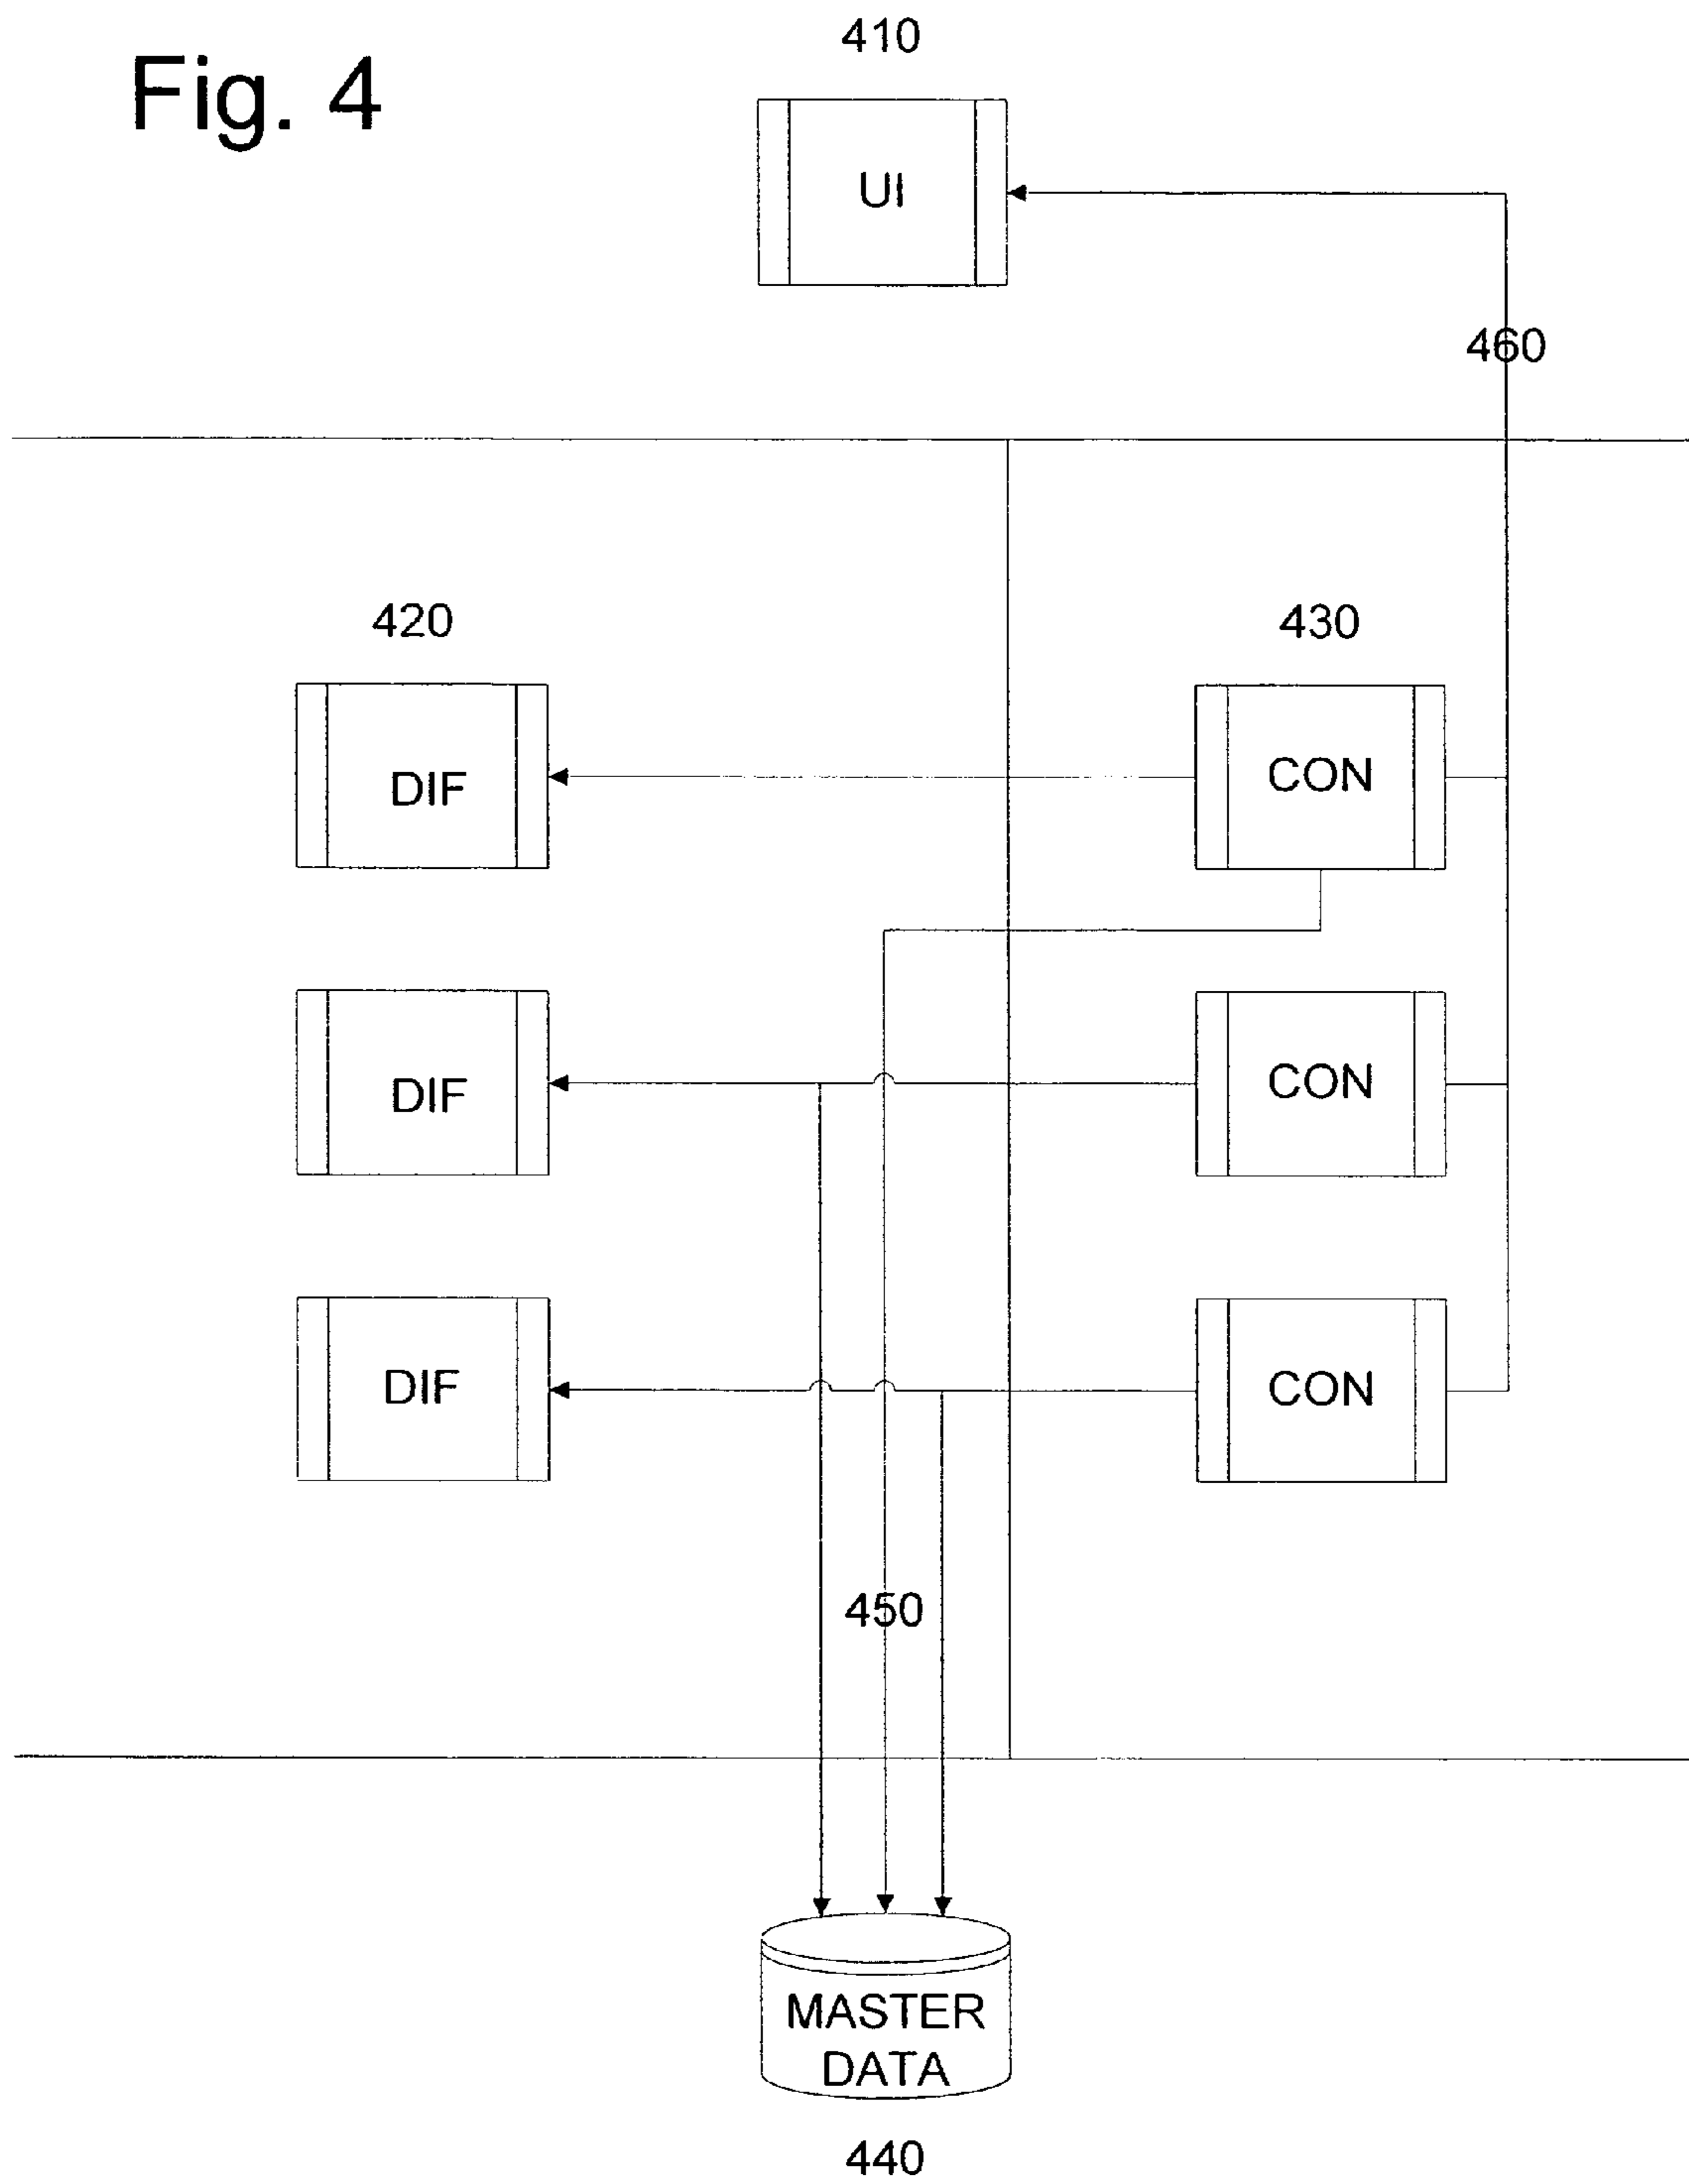 Fig. 4
410
UI
460
420
430
DIF
CON
DIF
CON
DIF
CON
450
MASTER
DATA
440